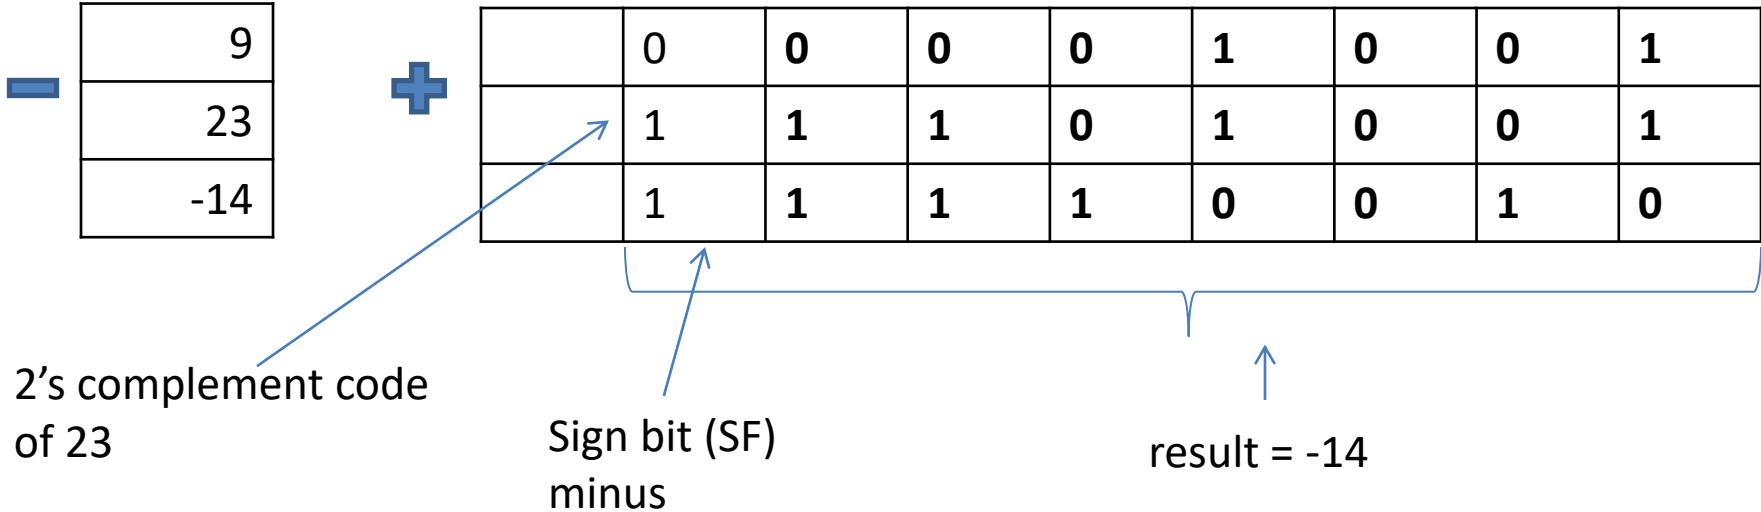 9 0 0 0 0 1 0 0 1
23 1 1 1 0 1 0 0 1
-14 1 1 1 1 0 0 1 0
2's complement code
of 23
Sign bit (SF)
minus
result = -14